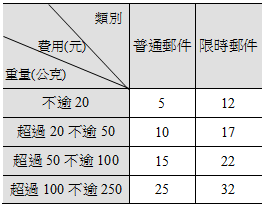 類別
費用(元)
重量(公克)
普通郵件 限時郵件
不逾 20 5 12
超過 20 不逾 50 10 17
超過 50 不逾 100 15 22
超過 100 不逾 250 25 32